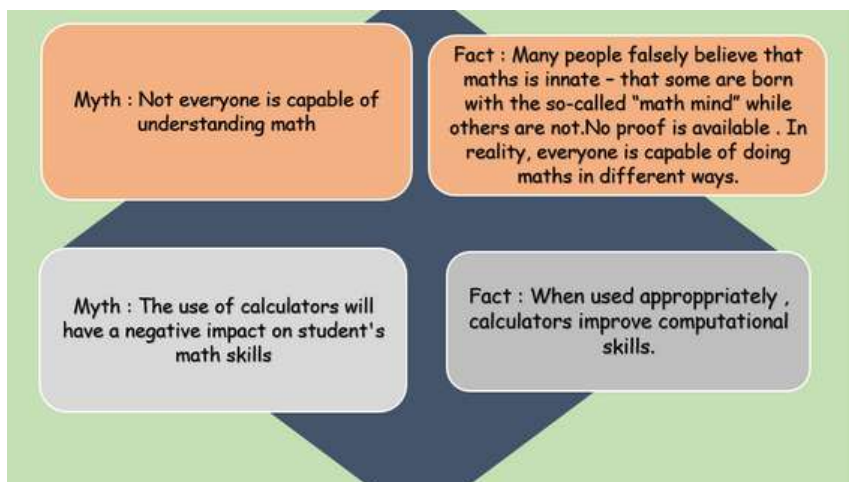 Myth : Not everyone is capable of
understanding math
Fact : Many people falsely believe that
maths is innate – that some are born
with the so-called “math mind” while
others are not.No proof is available . In
reality, everyone is capable of doing
maths in different ways.
Myth : The use of calculators will
have a negative impact on student's
math skills
Fact : When used approppriately ,
calculators improve computational
skills.